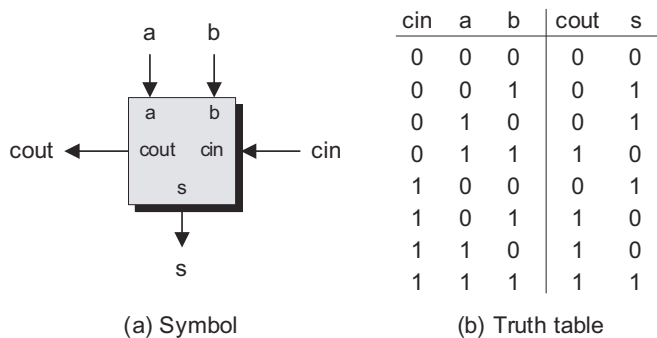 a b
a b
cout cout cin cin
s
s
(a) Symbol
cin a b cout s
0 0 0 0 0
0 0 1 0 1
0 1 0 0 1
0 1 1 1 0
1 0 0 0 1
1 0 1 1 0
1 1 0 1 0
1 1 1 1 1
(b) Truth table